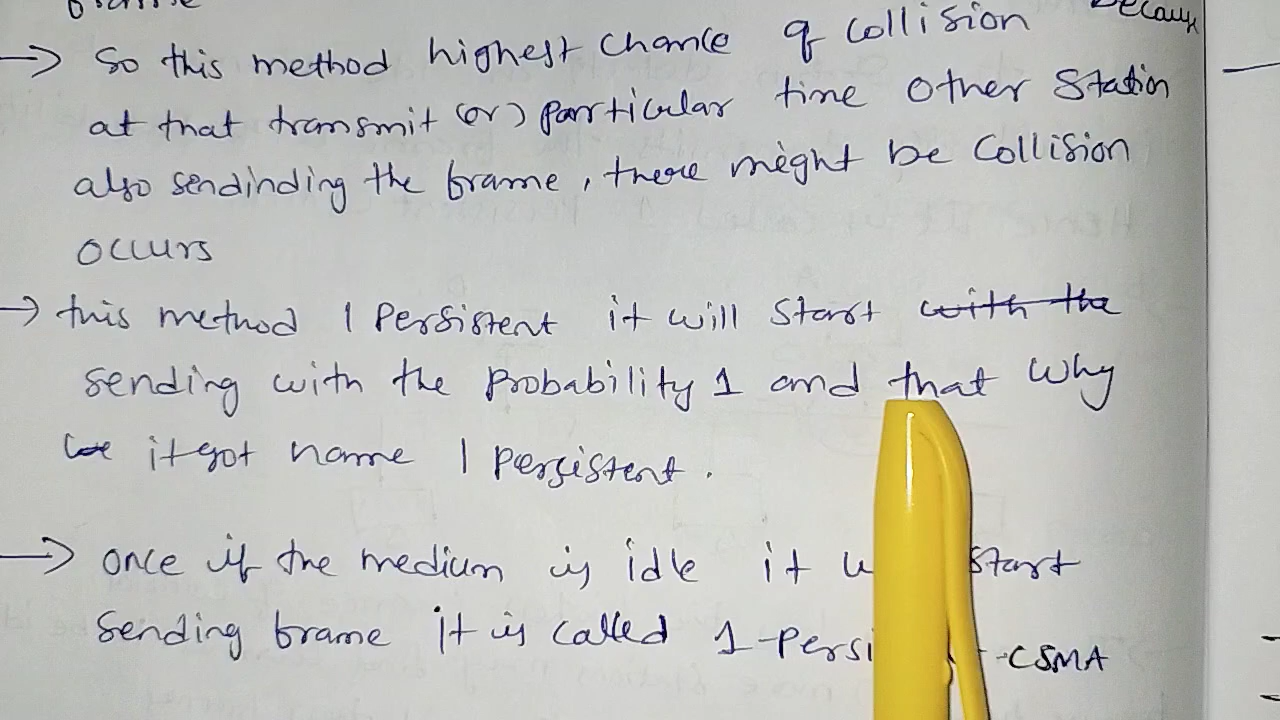 → So this method highest chance of collision Because
at that transmit (or) particular time other station
also sendinding the frame, there might be collision
occurs
→ this method 1 Persistent it will start with the
sending with the Probability 1 and that why
it got name 1 persistent.
→ once if the medium is idle it start
sending frame it is called 1-persi -CSMA